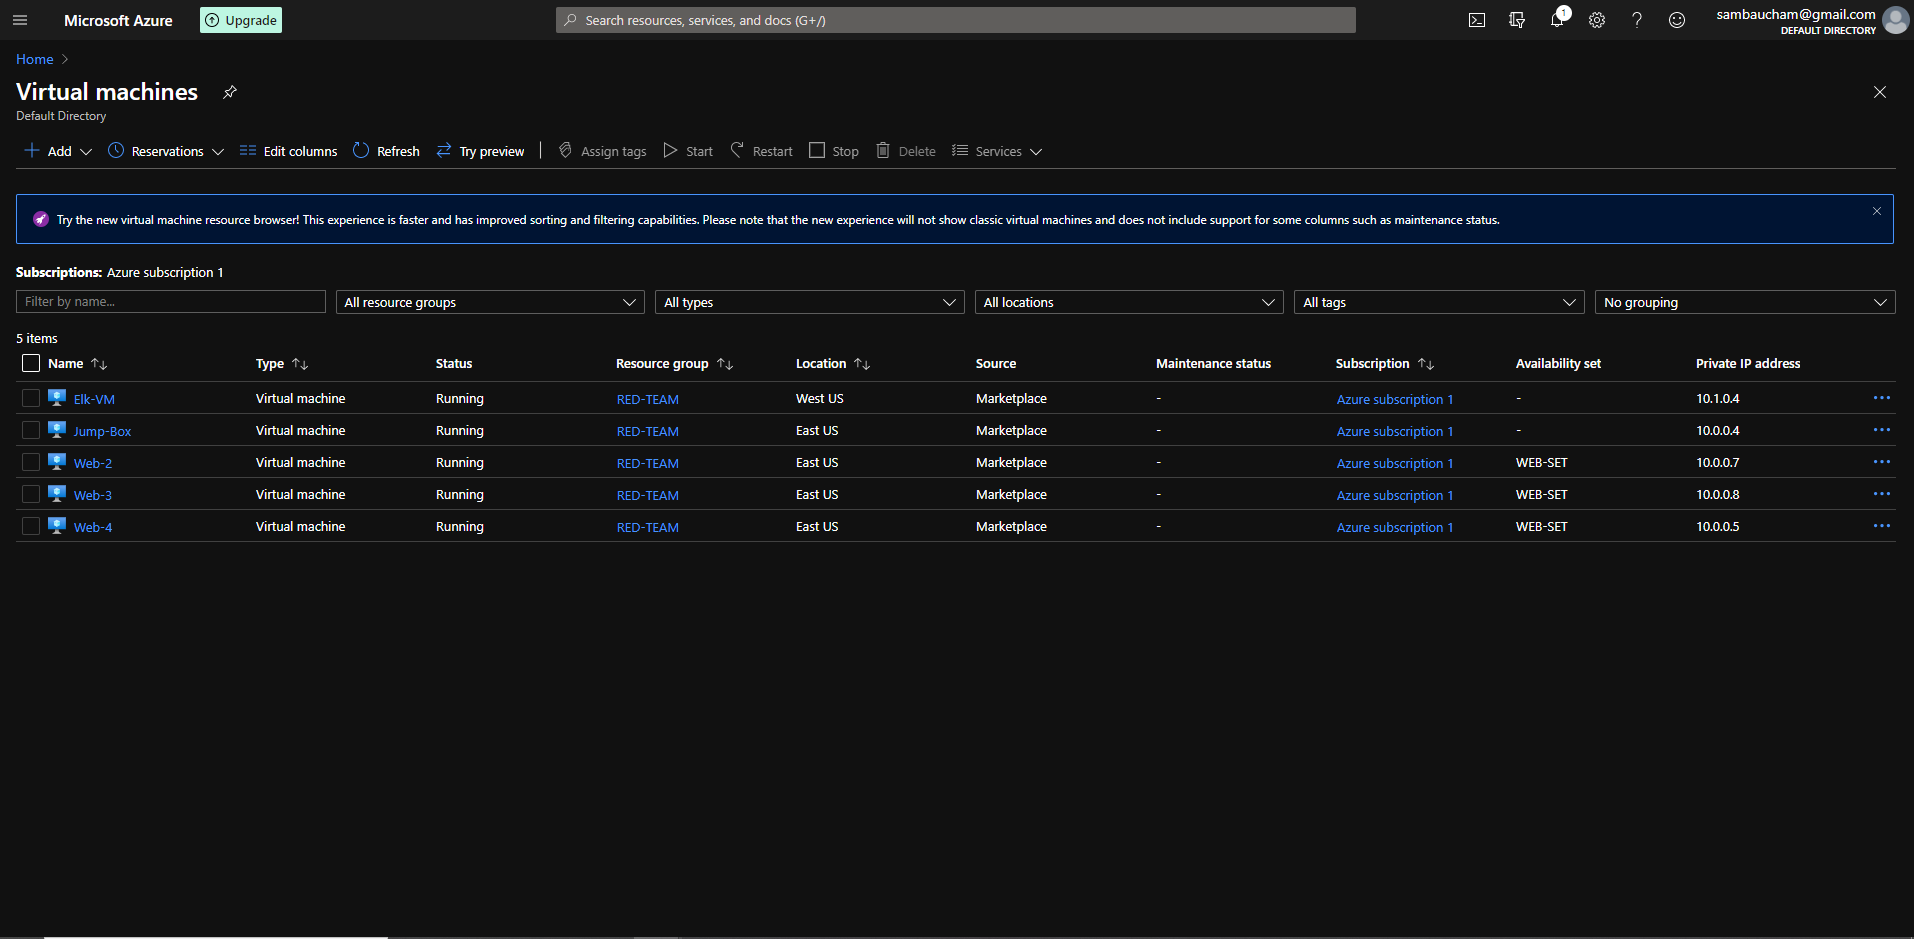 Microsoft Azure Upgrade Search resources, services, and docs (G+/) 1 sambaucham@gmail.com
DEFAULT DIRECTORY
Home
Virtual machines
Default Directory
Add Reservations Edit columns Refresh Try preview Assign tags Start Restart Stop Delete Services
Try the new virtual machine resource browser! This experience is faster and has improved sorting and filtering capabilities. Please note that the new experience will not show classic virtual machines and does not include support for some columns such as maintenance status.
Subscriptions: Azure subscription 1
Filter by name... All resource groups All types All locations All tags No grouping
5 items
Name Type Status Resource group Location Source Maintenance status Subscription Availability set Private IP address
Elk-VM Virtual machine Running RED-TEAM West US Marketplace - Azure subscription 1 - 10.1.0.4
Jump-Box Virtual machine Running RED-TEAM East US Marketplace - Azure subscription 1 - 10.0.0.4
Web-2 Virtual machine Running RED-TEAM East US Marketplace - Azure subscription 1 WEB-SET 10.0.0.7
Web-3 Virtual machine Running RED-TEAM East US Marketplace - Azure subscription 1 WEB-SET 10.0.0.8
Web-4 Virtual machine Running RED-TEAM East US Marketplace - Azure subscription 1 WEB-SET 10.0.0.5